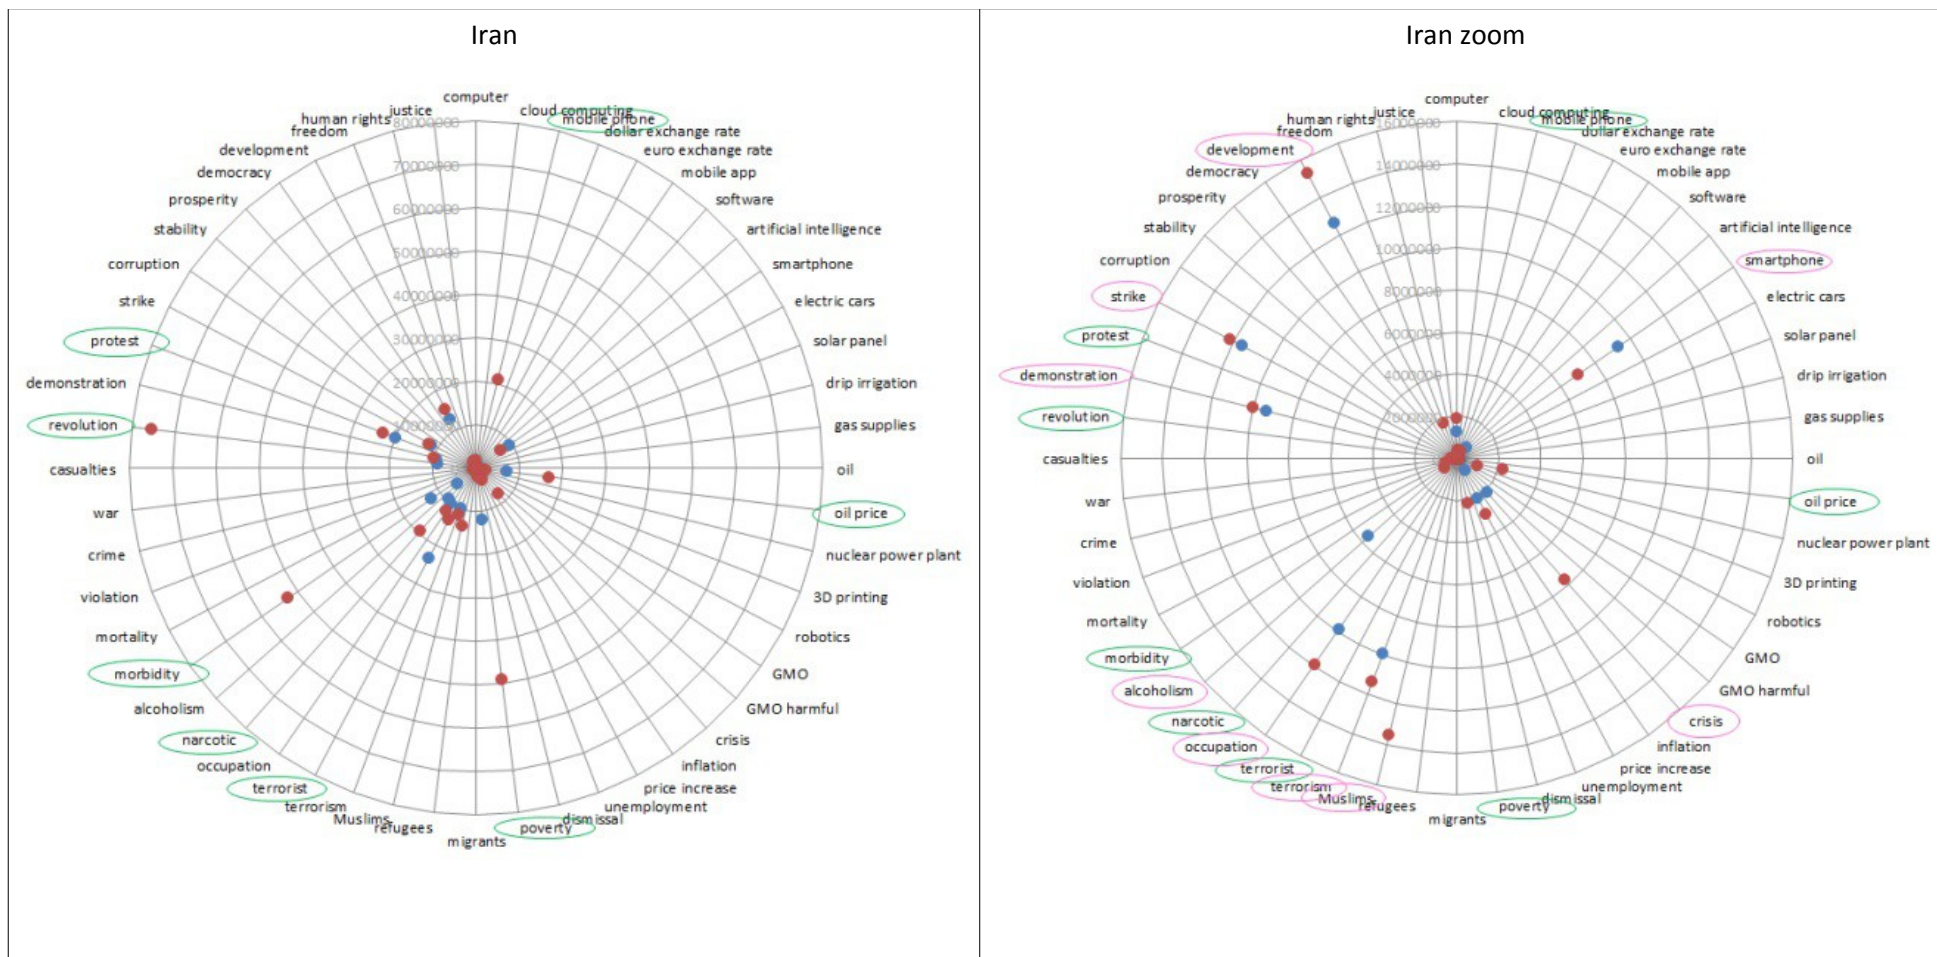 Iran
computer
cloud computing
mobile phone
dollar exchange rate
euro exchange rate
mobile app
software
artificial intelligence
smartphone
electric cars
solar panel
drip irrigation
gas supplies
oil
oil price
nuclear power plant
3D printing
robotics
GMO
GMO harmful
crisis
inflation
price increase
unemployment
dismissal
poverty
migrants
refugees
Muslims
terrorism
terrorist
occupation
narcotic
alcoholism
morbidity
mortality
violation
crime
war
casualties
revolution
demonstration
protest
strike
corruption
stability
prosperity
democracy
development
freedom
human rights
justice
80000000
70000000
60000000
50000000
40000000
30000000
20000000
10000000
Iran zoom
computer
cloud computing
mobile phone
dollar exchange rate
euro exchange rate
mobile app
software
artificial intelligence
smartphone
electric cars
solar panel
drip irrigation
gas supplies
oil
oil price
nuclear power plant
3D printing
robotics
GMO
GMO harmful
crisis
inflation
price increase
unemployment
dismissal
poverty
migrants
refugees
Muslims
terrorism
terrorist
occupation
narcotic
alcoholism
morbidity
mortality
violation
crime
war
casualties
revolution
demonstration
protest
strike
corruption
stability
prosperity
democracy
development
freedom
human rights
justice
16000000
14000000
12000000
10000000
8000000
6000000
4000000
2000000